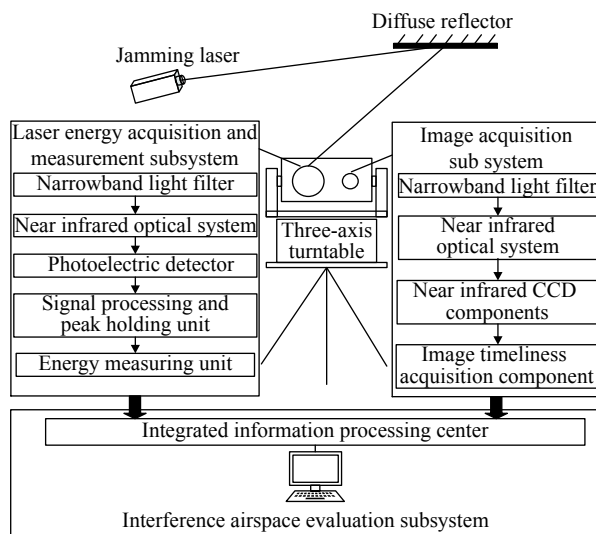 Diffuse reflector
Jamming laser
Laser energy acquisition and
measurement subsystem
Narrowband light filter
Near infrared optical system
Photoelectric detector
Signal processing and
peak holding unit
Energy measuring unit
Three-axis
turntable
Image acquisition
sub system
Narrowband light filter
Near infrared
optical system
Near infrared CCD
components
Image timeliness
acquisition component
Integrated information processing center
Interference airspace evaluation subsystem